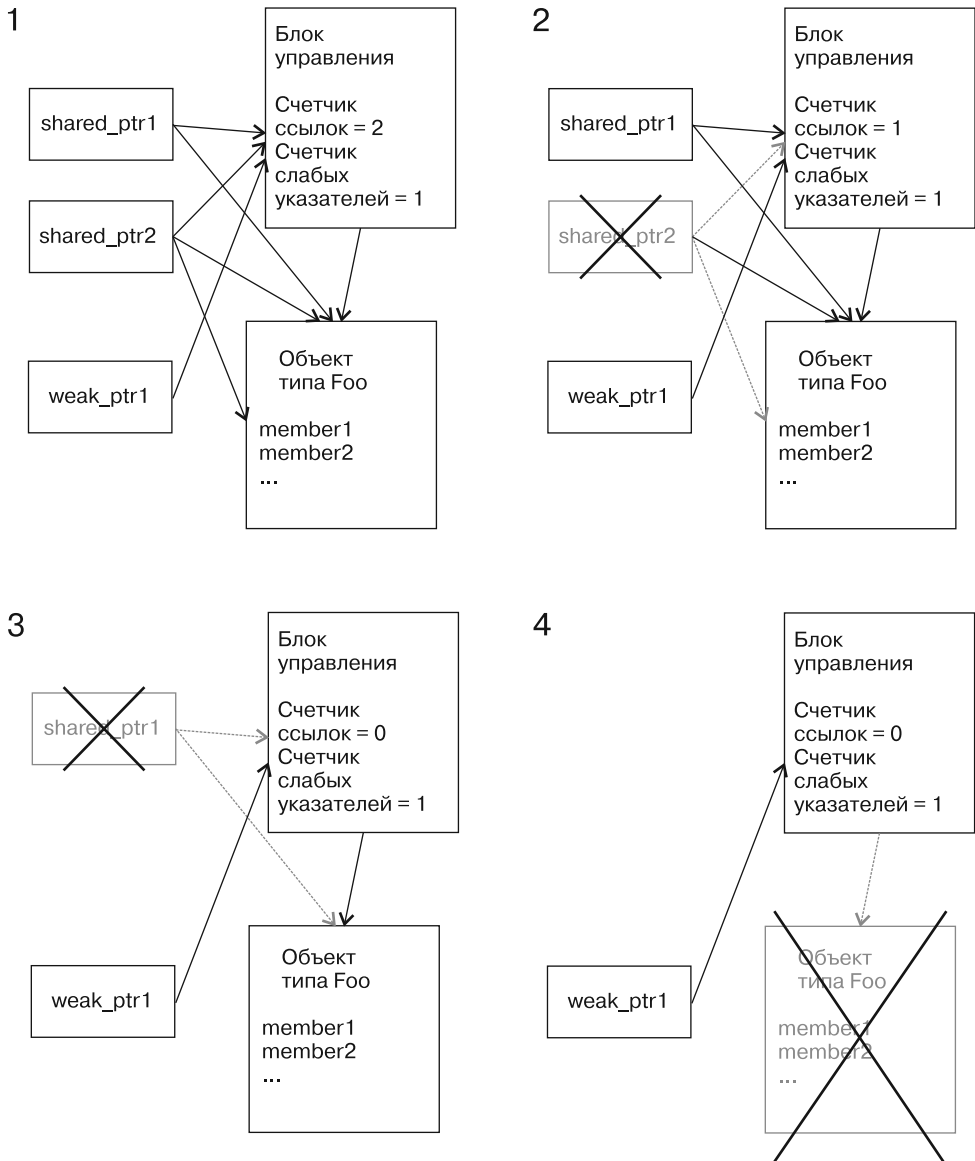 1
Блок
управления
Счетчик
ссылок = 2
Счетчик
слабых
указателей = 1
shared_ptr1
shared_ptr2
weak_ptr1
Объект
типа Foo
member1
member2
...
2
Блок
управления
Счетчик
ссылок = 1
Счетчик
слабых
указателей = 1
shared_ptr1
shared_ptr2
weak_ptr1
Объект
типа Foo
member1
member2
...
3
Блок
управления
Счетчик
ссылок = 0
Счетчик
слабых
указателей = 1
shared_ptr1
weak_ptr1
Объект
типа Foo
member1
member2
...
4
Блок
управления
Счетчик
ссылок = 0
Счетчик
слабых
указателей = 1
weak_ptr1
Объект
типа Foo
member1
member2
...